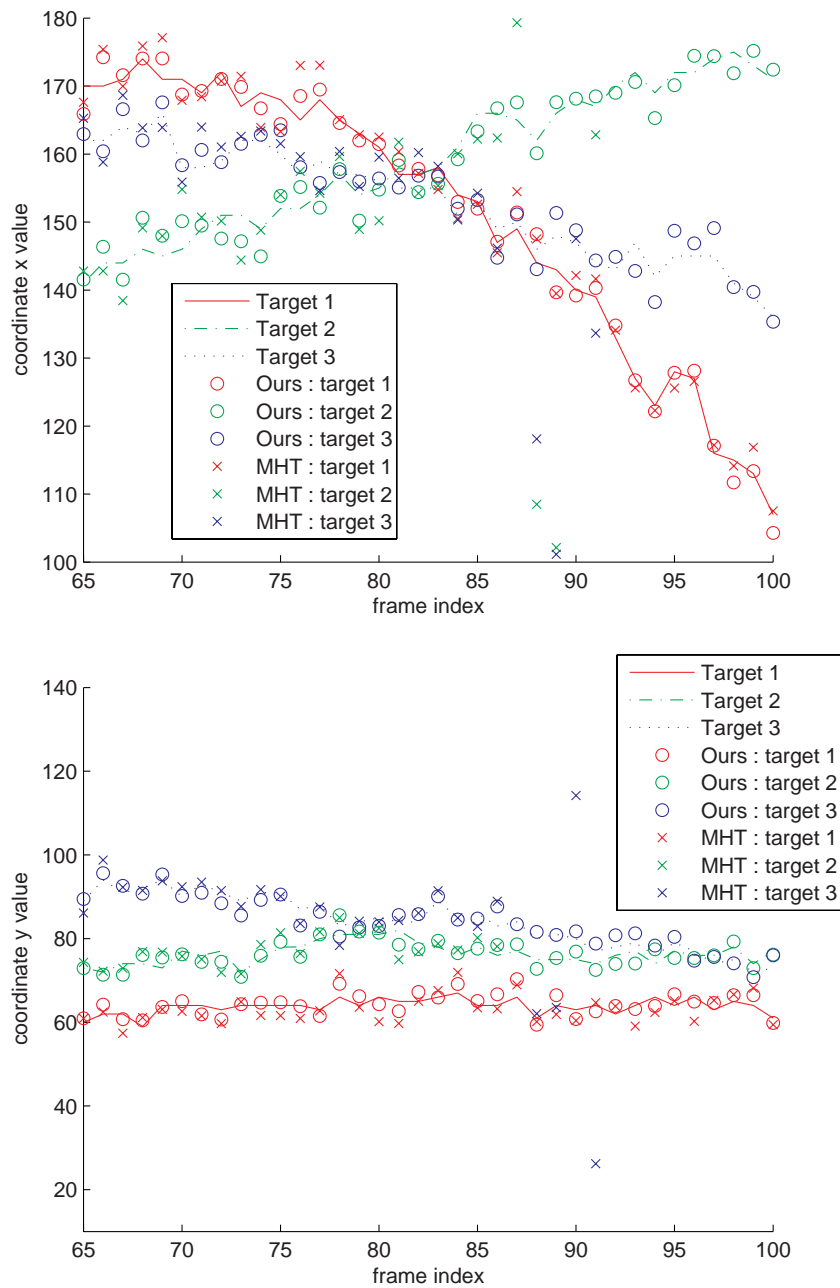 180
170
160
150
140
130
120
110
100
coordinate x value
Target 1
Target 2
Target 3
Ours : target 1
Ours : target 2
Ours : target 3
MHT : target 1
MHT : target 2
MHT : target 3
65 70 75 80 85 90 95 100
frame index
140
120
100
80
60
40
20
coordinate y value
Target 1
Target 2
Target 3
Ours : target 1
Ours : target 2
Ours : target 3
MHT : target 1
MHT : target 2
MHT : target 3
65 70 75 80 85 90 95 100
frame index